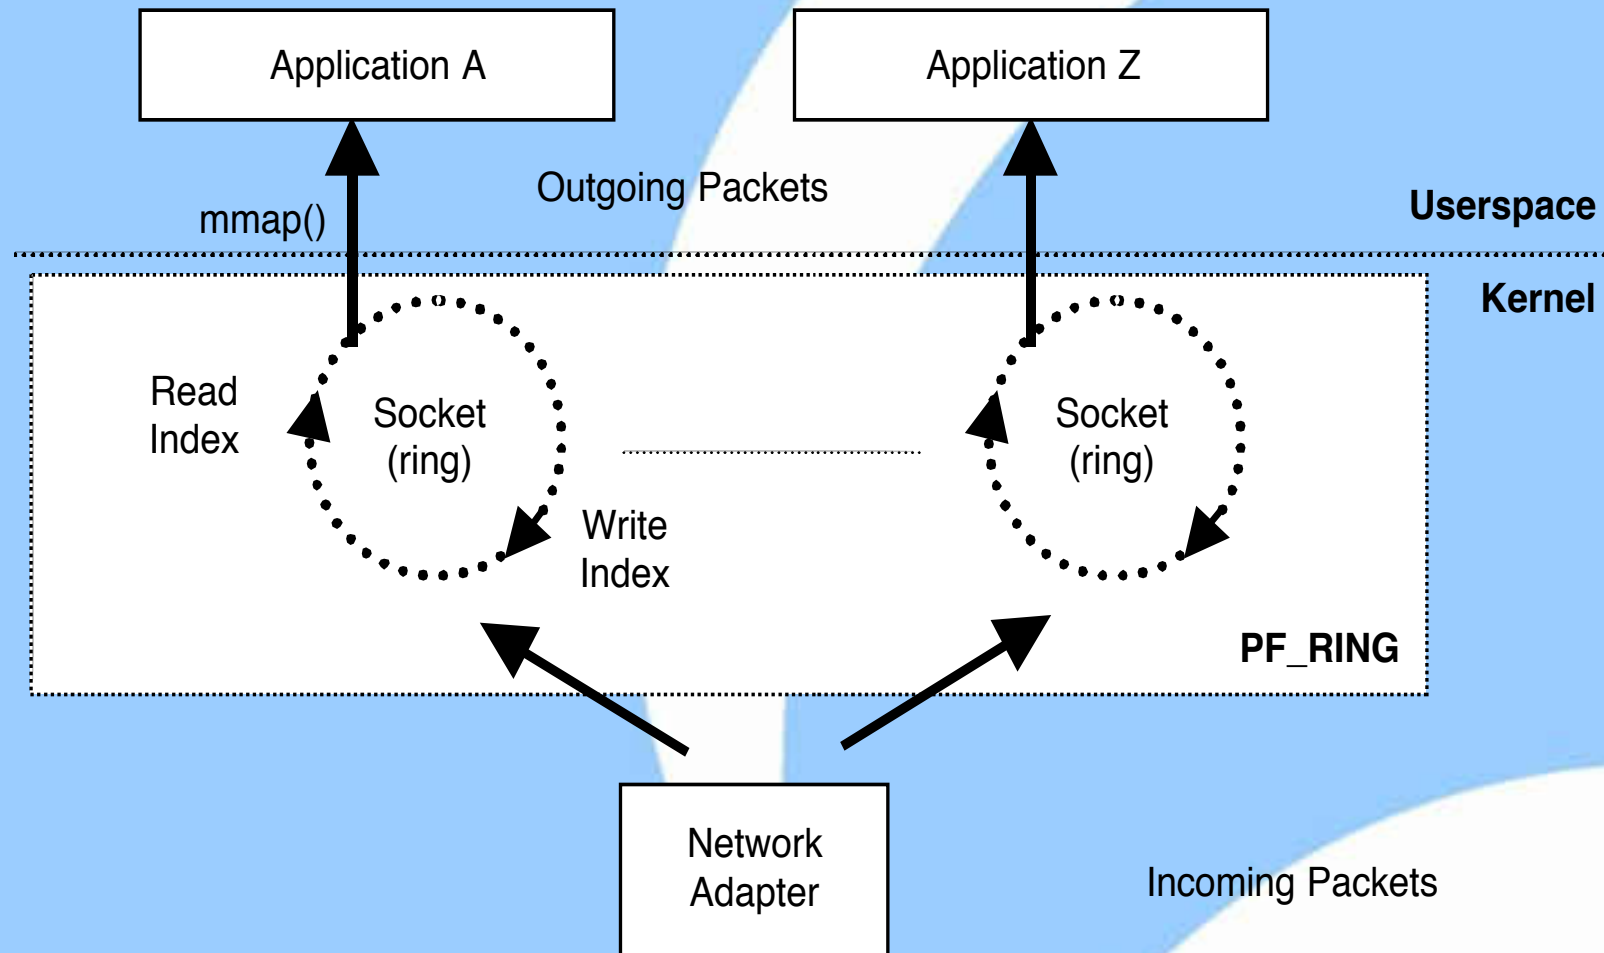 Application A
Application Z
Outgoing Packets
mmap()
Userspace
Kernel
Read
Index
Socket
(ring)
Write
Index
Socket
(ring)
PF_RING
Network
Adapter
Incoming Packets